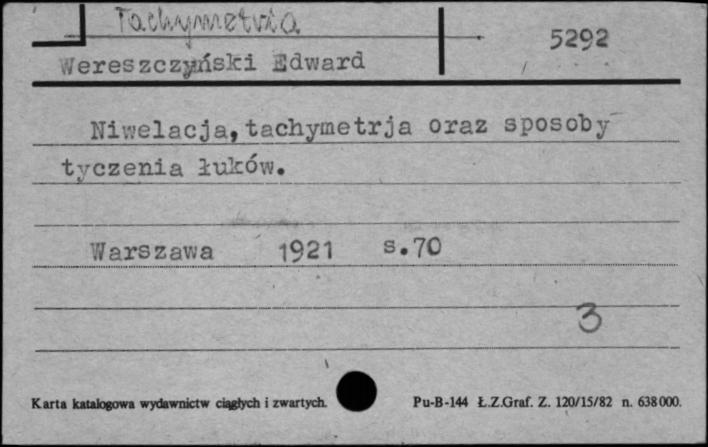 Tachymetria
5292
Wereszczyński Edward
Niwelacja, tachymetrja oraz sposoby
tyczenia łuków.
Warszawa 1921 s.70
3
Karta katalogowa wydawnictw ciągłych i zwartych. Pu-B-144 Ł.Z.Graf. Z. 120/15/82 n. 638000.